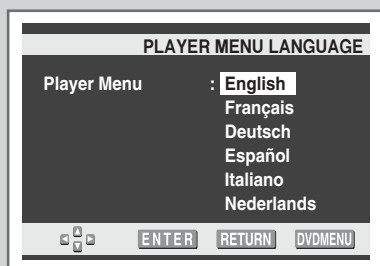 PLAYER MENU LANGUAGE
Player Menu : English
Français
Deutsch
Español
Italiano
Nederlands
ENTER RETURN DVDMENU